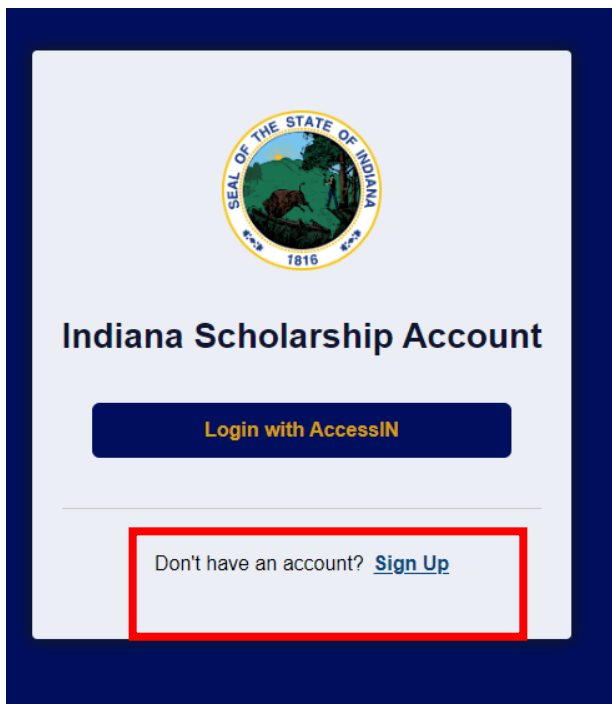 SEAL OF THE STATE OF INDIANA
1816
Indiana Scholarship Account
Login with AccessIN
Don't have an account? Sign Up